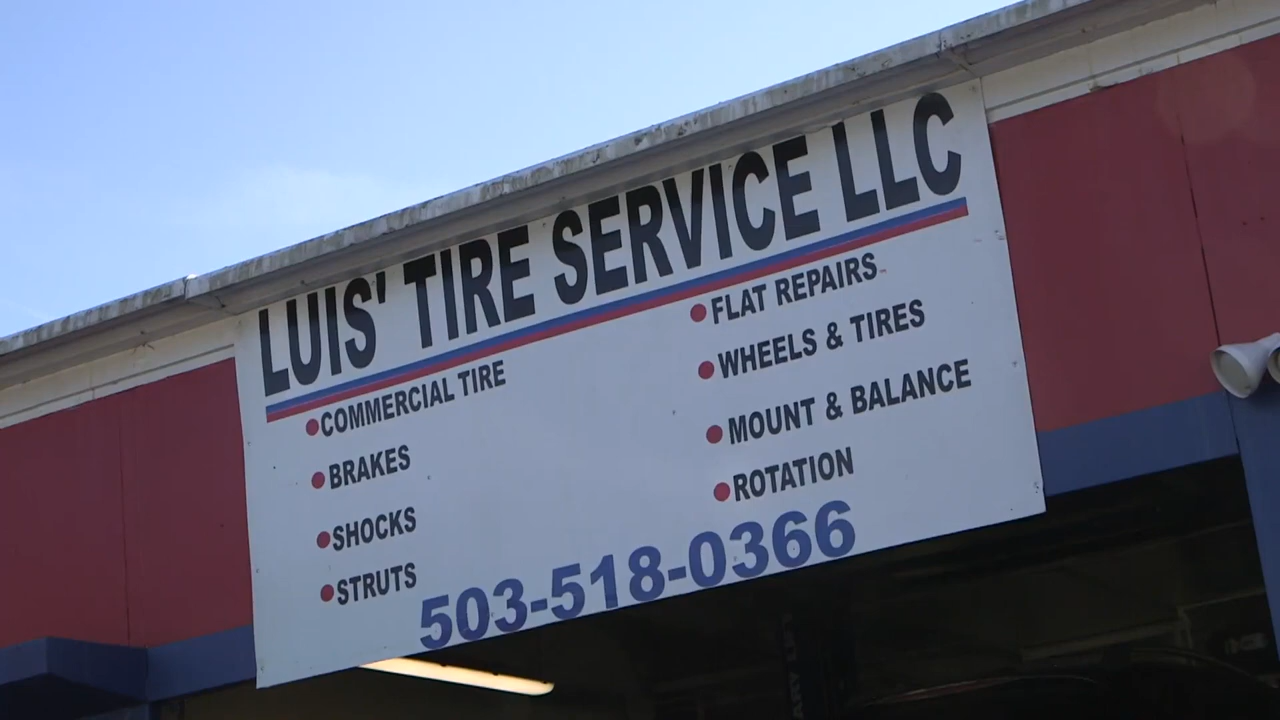 LUIS' TIRE SERVICE LLC
COMMERCIAL TIRE
BRAKES
SHOCKS
STRUTS
FLAT REPAIRS
WHEELS & TIRES
MOUNT & BALANCE
ROTATION
503-518-0366